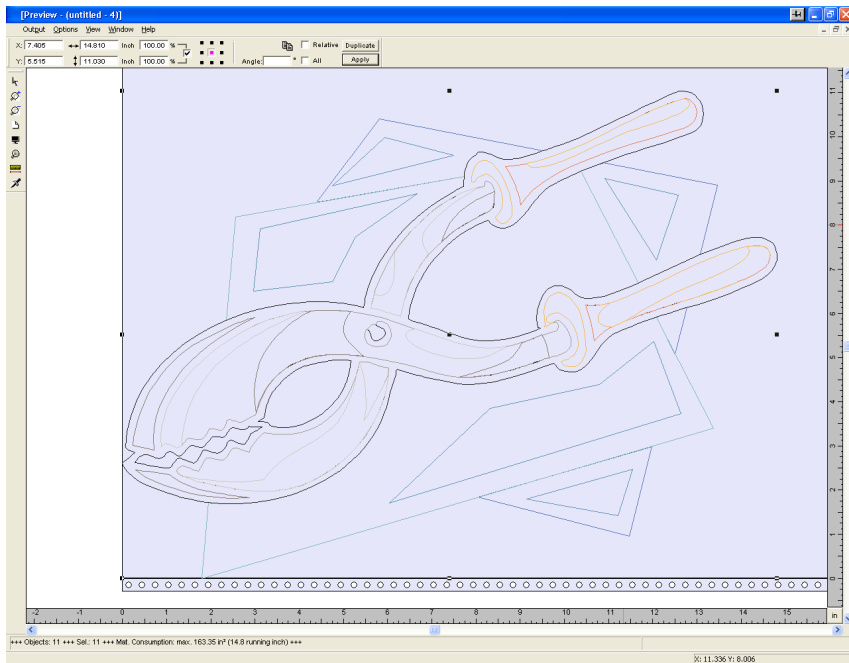 [Preview - (untitled - 4)]
Output Options View Window Help
X: 7.405 14.810 Inch 100.00 % Relative Duplicate
Y: 5.515 11.030 Inch 100.00 % Angle: ° All Apply
11
10
9
8
7
6
5
4
3
2
1
0
-2 -1 0 1 2 3 4 5 6 7 8 9 10 11 12 13 14 15 in
+++ Objects: 11 +++ Sel.: 11 +++ Mat. Consumption: max. 163.35 in² (14.8 running inch) +++
X: 11.336 Y: 8.006